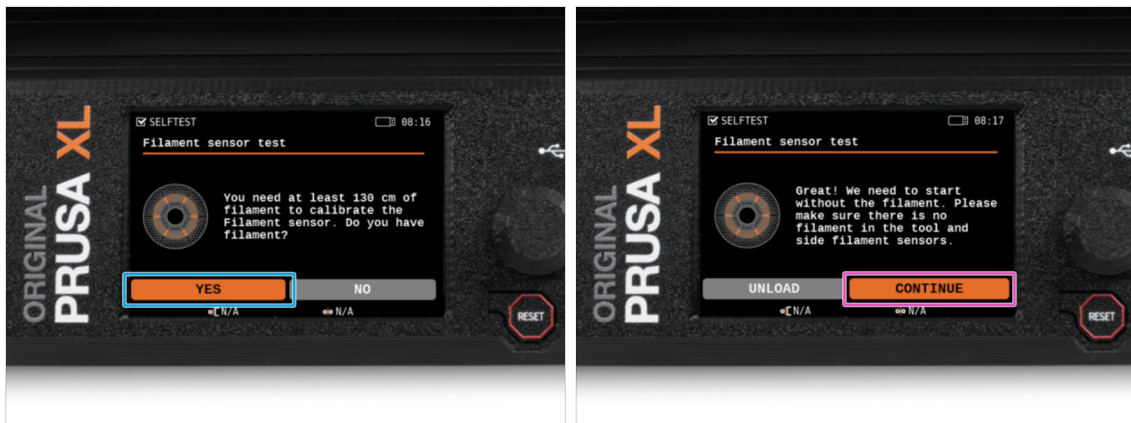 ORIGINAL
PRUSA XL
SELFTEST
08:16
Filament sensor test
You need at least 130 cm of
filament to calibrate the
Filament sensor. Do you have
filament?
YES
NO
N/A
N/A
RESET
ORIGINAL
PRUSA XL
SELFTEST
08:17
Filament sensor test
Great! We need to start
without the filament. Please
make sure there is no
filament in the tool and
side filament sensors.
UNLOAD
CONTINUE
N/A
N/A
RESET